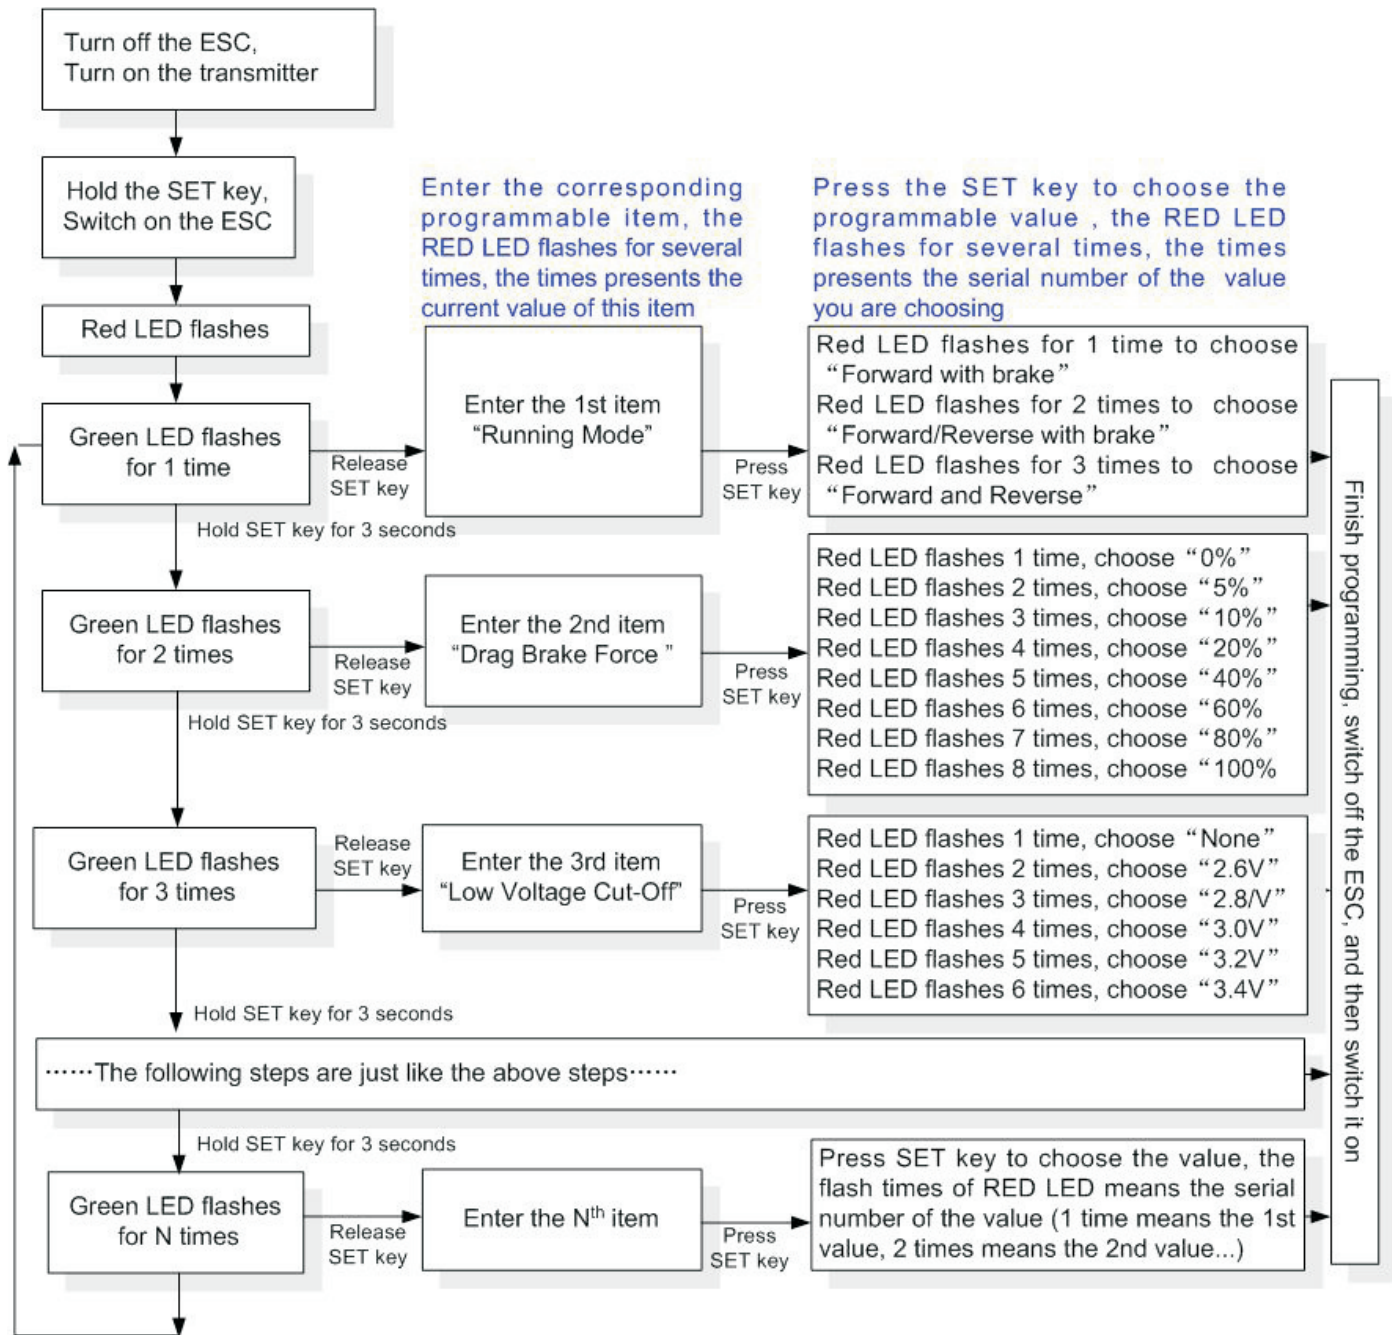 Turn off the ESC,
Turn on the transmitter
Hold the SET key,
Switch on the ESC
Enter the corresponding
programmable item, the
RED LED flashes for several
times, the times presents the
current value of this item
Press the SET key to choose the
programmable value , the RED LED
flashes for several times, the times
presents the serial number of the value
you are choosing
Red LED flashes
Green LED flashes
for 1 time
Release
SET key
Enter the 1st item
“Running Mode”
Press
SET key
Red LED flashes for 1 time to choose
“Forward with brake”
Red LED flashes for 2 times to choose
“Forward/Reverse with brake”
Red LED flashes for 3 times to choose
“Forward and Reverse”
Hold SET key for 3 seconds
Green LED flashes
for 2 times
Release
SET key
Enter the 2nd item
“Drag Brake Force ”
Press
SET key
Red LED flashes 1 time, choose “0%”
Red LED flashes 2 times, choose “5%”
Red LED flashes 3 times, choose “10%”
Red LED flashes 4 times, choose “20%”
Red LED flashes 5 times, choose “40%”
Red LED flashes 6 times, choose “60%
Red LED flashes 7 times, choose “80%”
Red LED flashes 8 times, choose “100%
Hold SET key for 3 seconds
Green LED flashes
for 3 times
Release
SET key
Enter the 3rd item
“Low Voltage Cut-Off”
Press
SET key
Red LED flashes 1 time, choose “None”
Red LED flashes 2 times, choose “2.6V”
Red LED flashes 3 times, choose “2.8/V”
Red LED flashes 4 times, choose “3.0V”
Red LED flashes 5 times, choose “3.2V”
Red LED flashes 6 times, choose “3.4V”
Hold SET key for 3 seconds
······The following steps are just like the above steps······
Hold SET key for 3 seconds
Green LED flashes
for N times
Release
SET key
Enter the Nth item
Press
SET key
Press SET key to choose the value, the
flash times of RED LED means the serial
number of the value (1 time means the 1st
value, 2 times means the 2nd value...)
Finish programming, switch off the ESC, and then switch it on